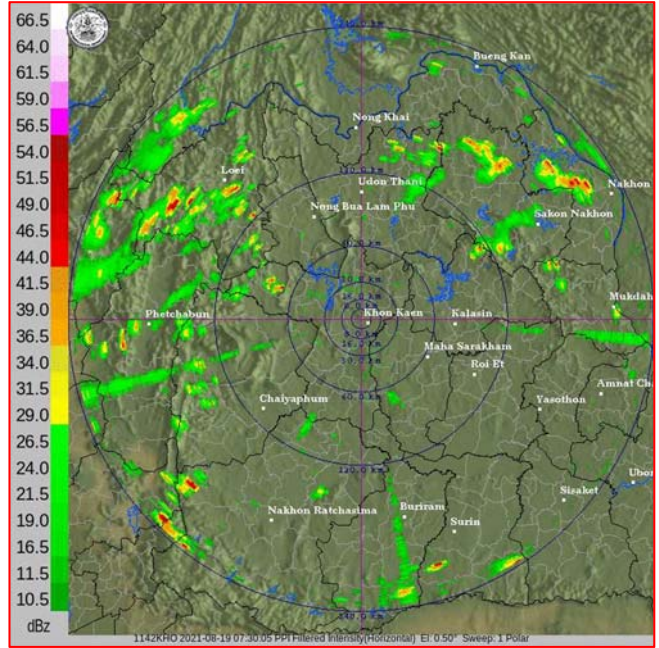 66.5
64.0
61.5
59.0
56.5
54.0
51.5
49.0
46.5
44.0
41.5
39.0
36.5
34.0
31.5
29.0
26.5
24.0
21.5
19.0
16.5
14.0
11.5
10.5
dBz
Bueng Kan
Nong Khai
Loei
Udon Thani
Nakhon
Nong Bua Lam Phu
Sakon Nakhon
Mukdah
Phetchabun
Khon Kaen
Kalasin
Maha Sarakham
Roi Et
Amnat Cha
Chaiyaphum
Yasothon
120.0 km
Ubon
Sisaket
Nakhon Ratchasima
Buriram
Surin
1142KHO 2021-08-19 07:30:05 PPI Filtered Intensity(Horizontal) El: 0.50° Sweep: 1 Polar